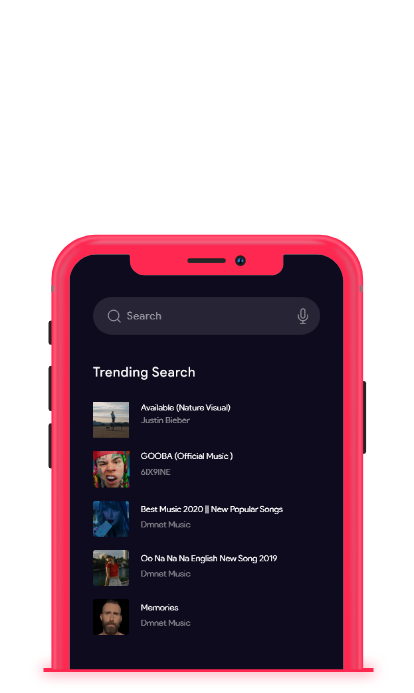 Search
Trending Search
Available (Nature Visual)
Justin Bieber
GOOBA (Official Music )
6IX9INE
Best Music 2020 || New Popular Songs
Dmnet Music
Oo Na Na Na English New Song 2019
Dmnet Music
Memories
Dmnet Music